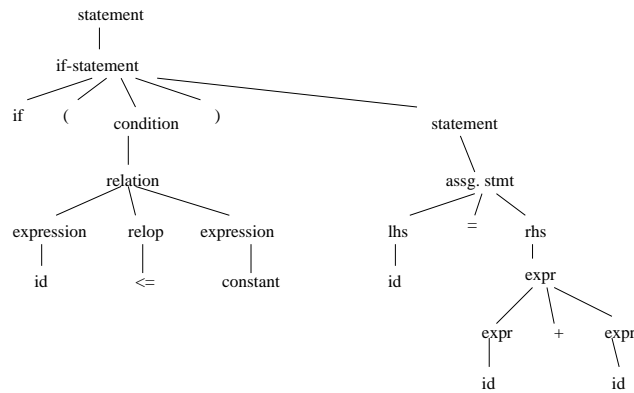 statement
if-statement
if ( condition ) statement
relation assg. stmt
expression relop expression lhs = rhs
id <= constant id expr
expr + expr
id id